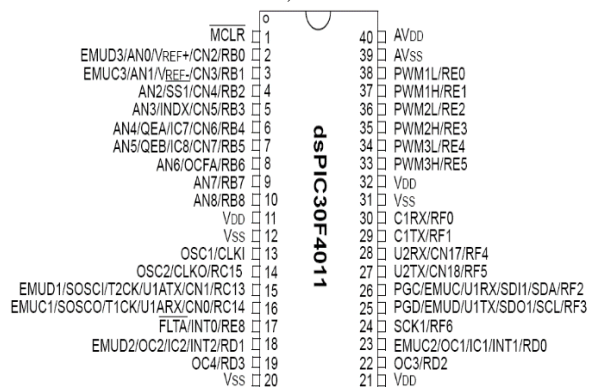 MCLR 1
EMUD3/AN0/VREF+/CN2/RB0 2
EMUC3/AN1/VREF-/CN3/RB1 3
AN2/SS1/CN4/RB2 4
AN3/INDX/CN5/RB3 5
AN4/QEA/IC7/CN6/RB4 6
AN5/QEB/IC8/CN7/RB5 7
AN6/OCFA/RB6 8
AN7/RB7 9
AN8/RB8 10
VDD 11
VSS 12
OSC1/CLKI 13
OSC2/CLKO/RC15 14
EMUD1/SOSCI/T2CK/U1ATX/CN1/RC13 15
EMUC1/SOSCO/T1CK/U1ARX/CN0/RC14 16
FLTA/INT0/RE8 17
EMUD2/OC2/IC2/INT2/RD1 18
OC4/RD3 19
VSS 20
dsPIC30F4011
40 AVDD
39 AVSS
38 PWM1L/RE0
37 PWM1H/RE1
36 PWM2L/RE2
35 PWM2H/RE3
34 PWM3L/RE4
33 PWM3H/RE5
32 VDD
31 VSS
30 C1RX/RF0
29 C1TX/RF1
28 U2RX/CN17/RF4
27 U2TX/CN18/RF5
26 PGC/EMUC/U1RX/SDI1/SDA/RF2
25 PGD/EMUD/U1TX/SDO1/SCL/RF3
24 SCK1/RF6
23 EMUC2/OC1/IC1/INT1/RD0
22 OC3/RD2
21 VDD